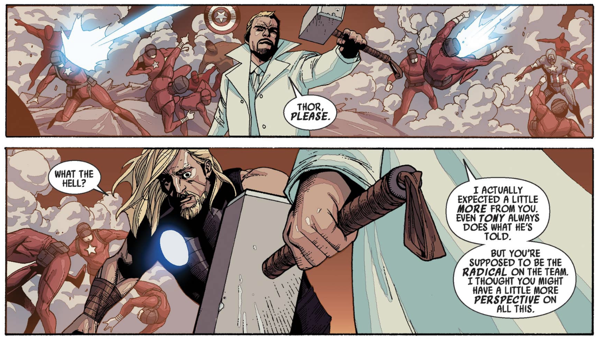 THOR,
PLEASE.
WHAT THE
HELL?
I ACTUALLY
EXPECTED A LITTLE
MORE FROM YOU.
EVEN TONY ALWAYS
DOES WHAT HE'S
TOLD.
BUT YOU'RE
SUPPOSED TO BE THE
RADICAL ON THE TEAM.
I THOUGHT YOU MIGHT
HAVE A LITTLE MORE
PERSPECTIVE ON
ALL THIS.